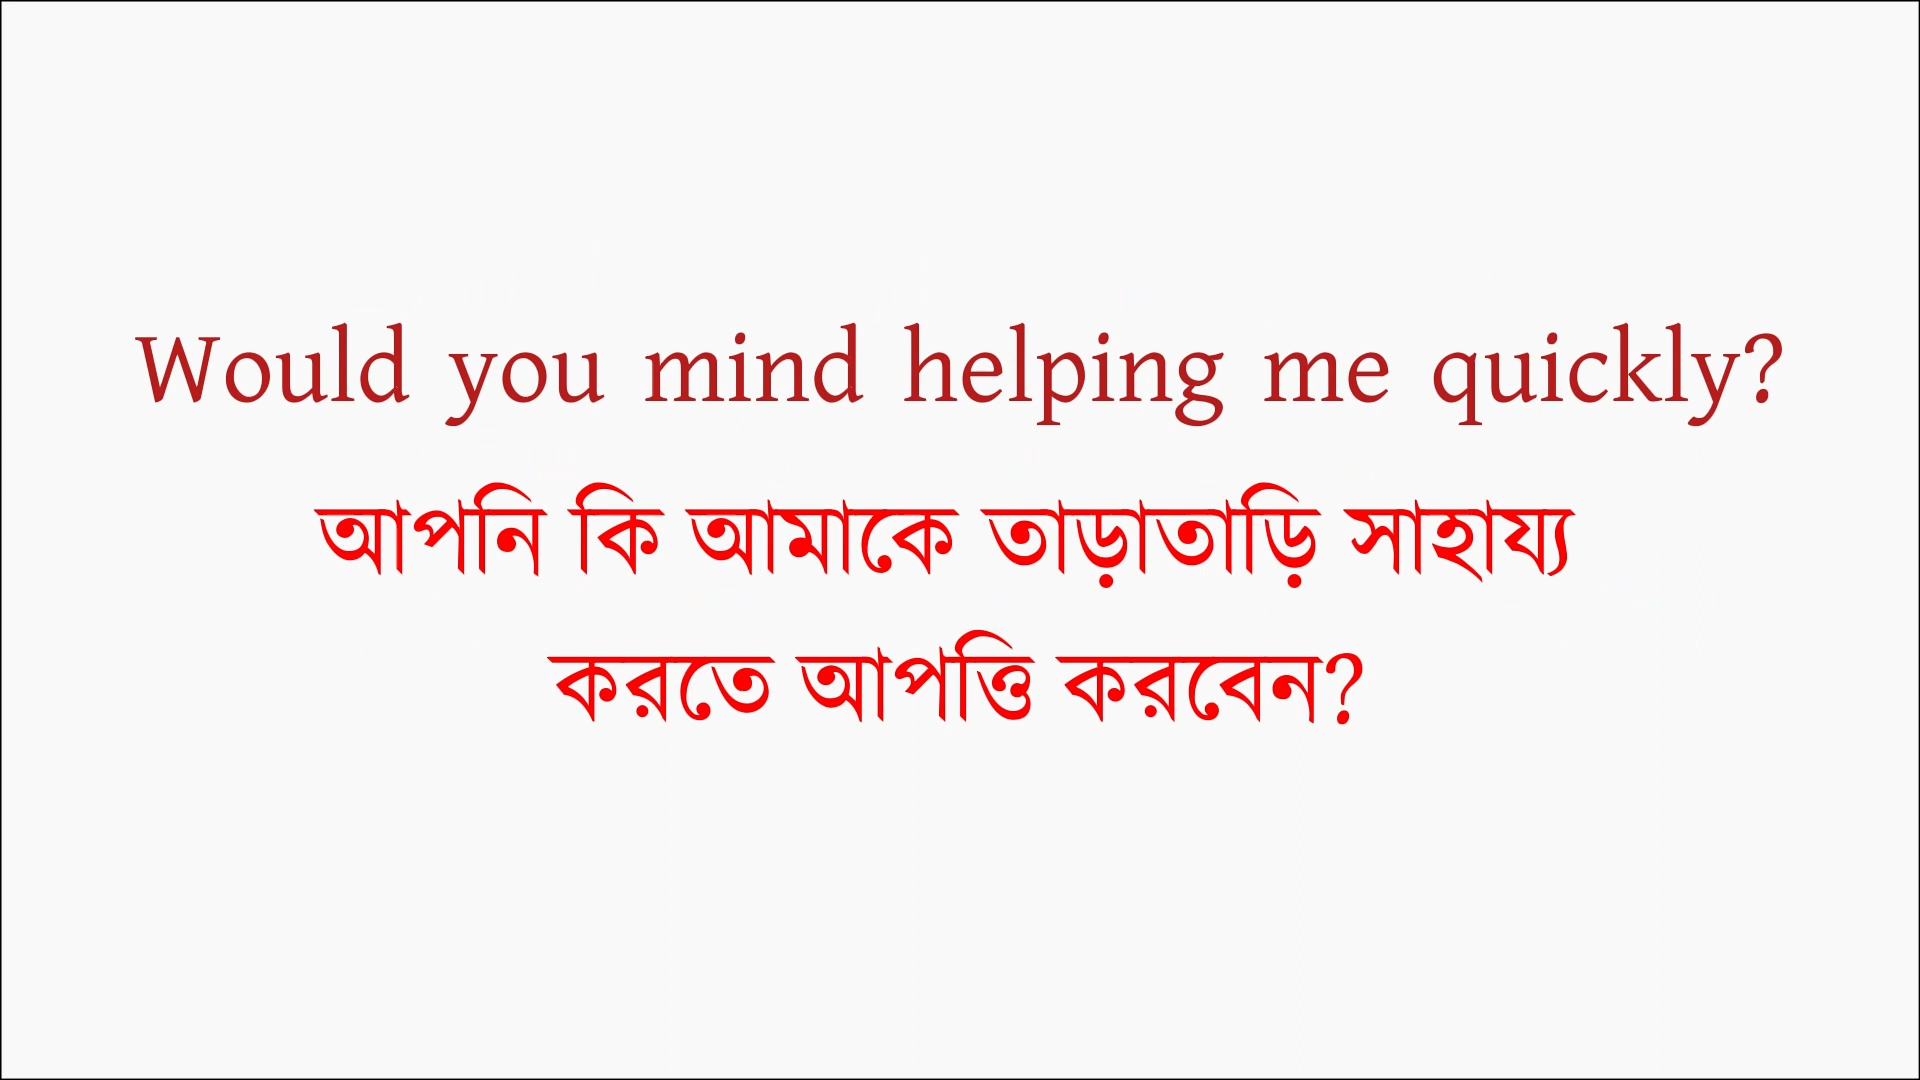 Would you mind helping me quickly?
আপনি কি আমাকে তাড়াতাড়ি সাহায্য
করতে আপত্তি করবেন?